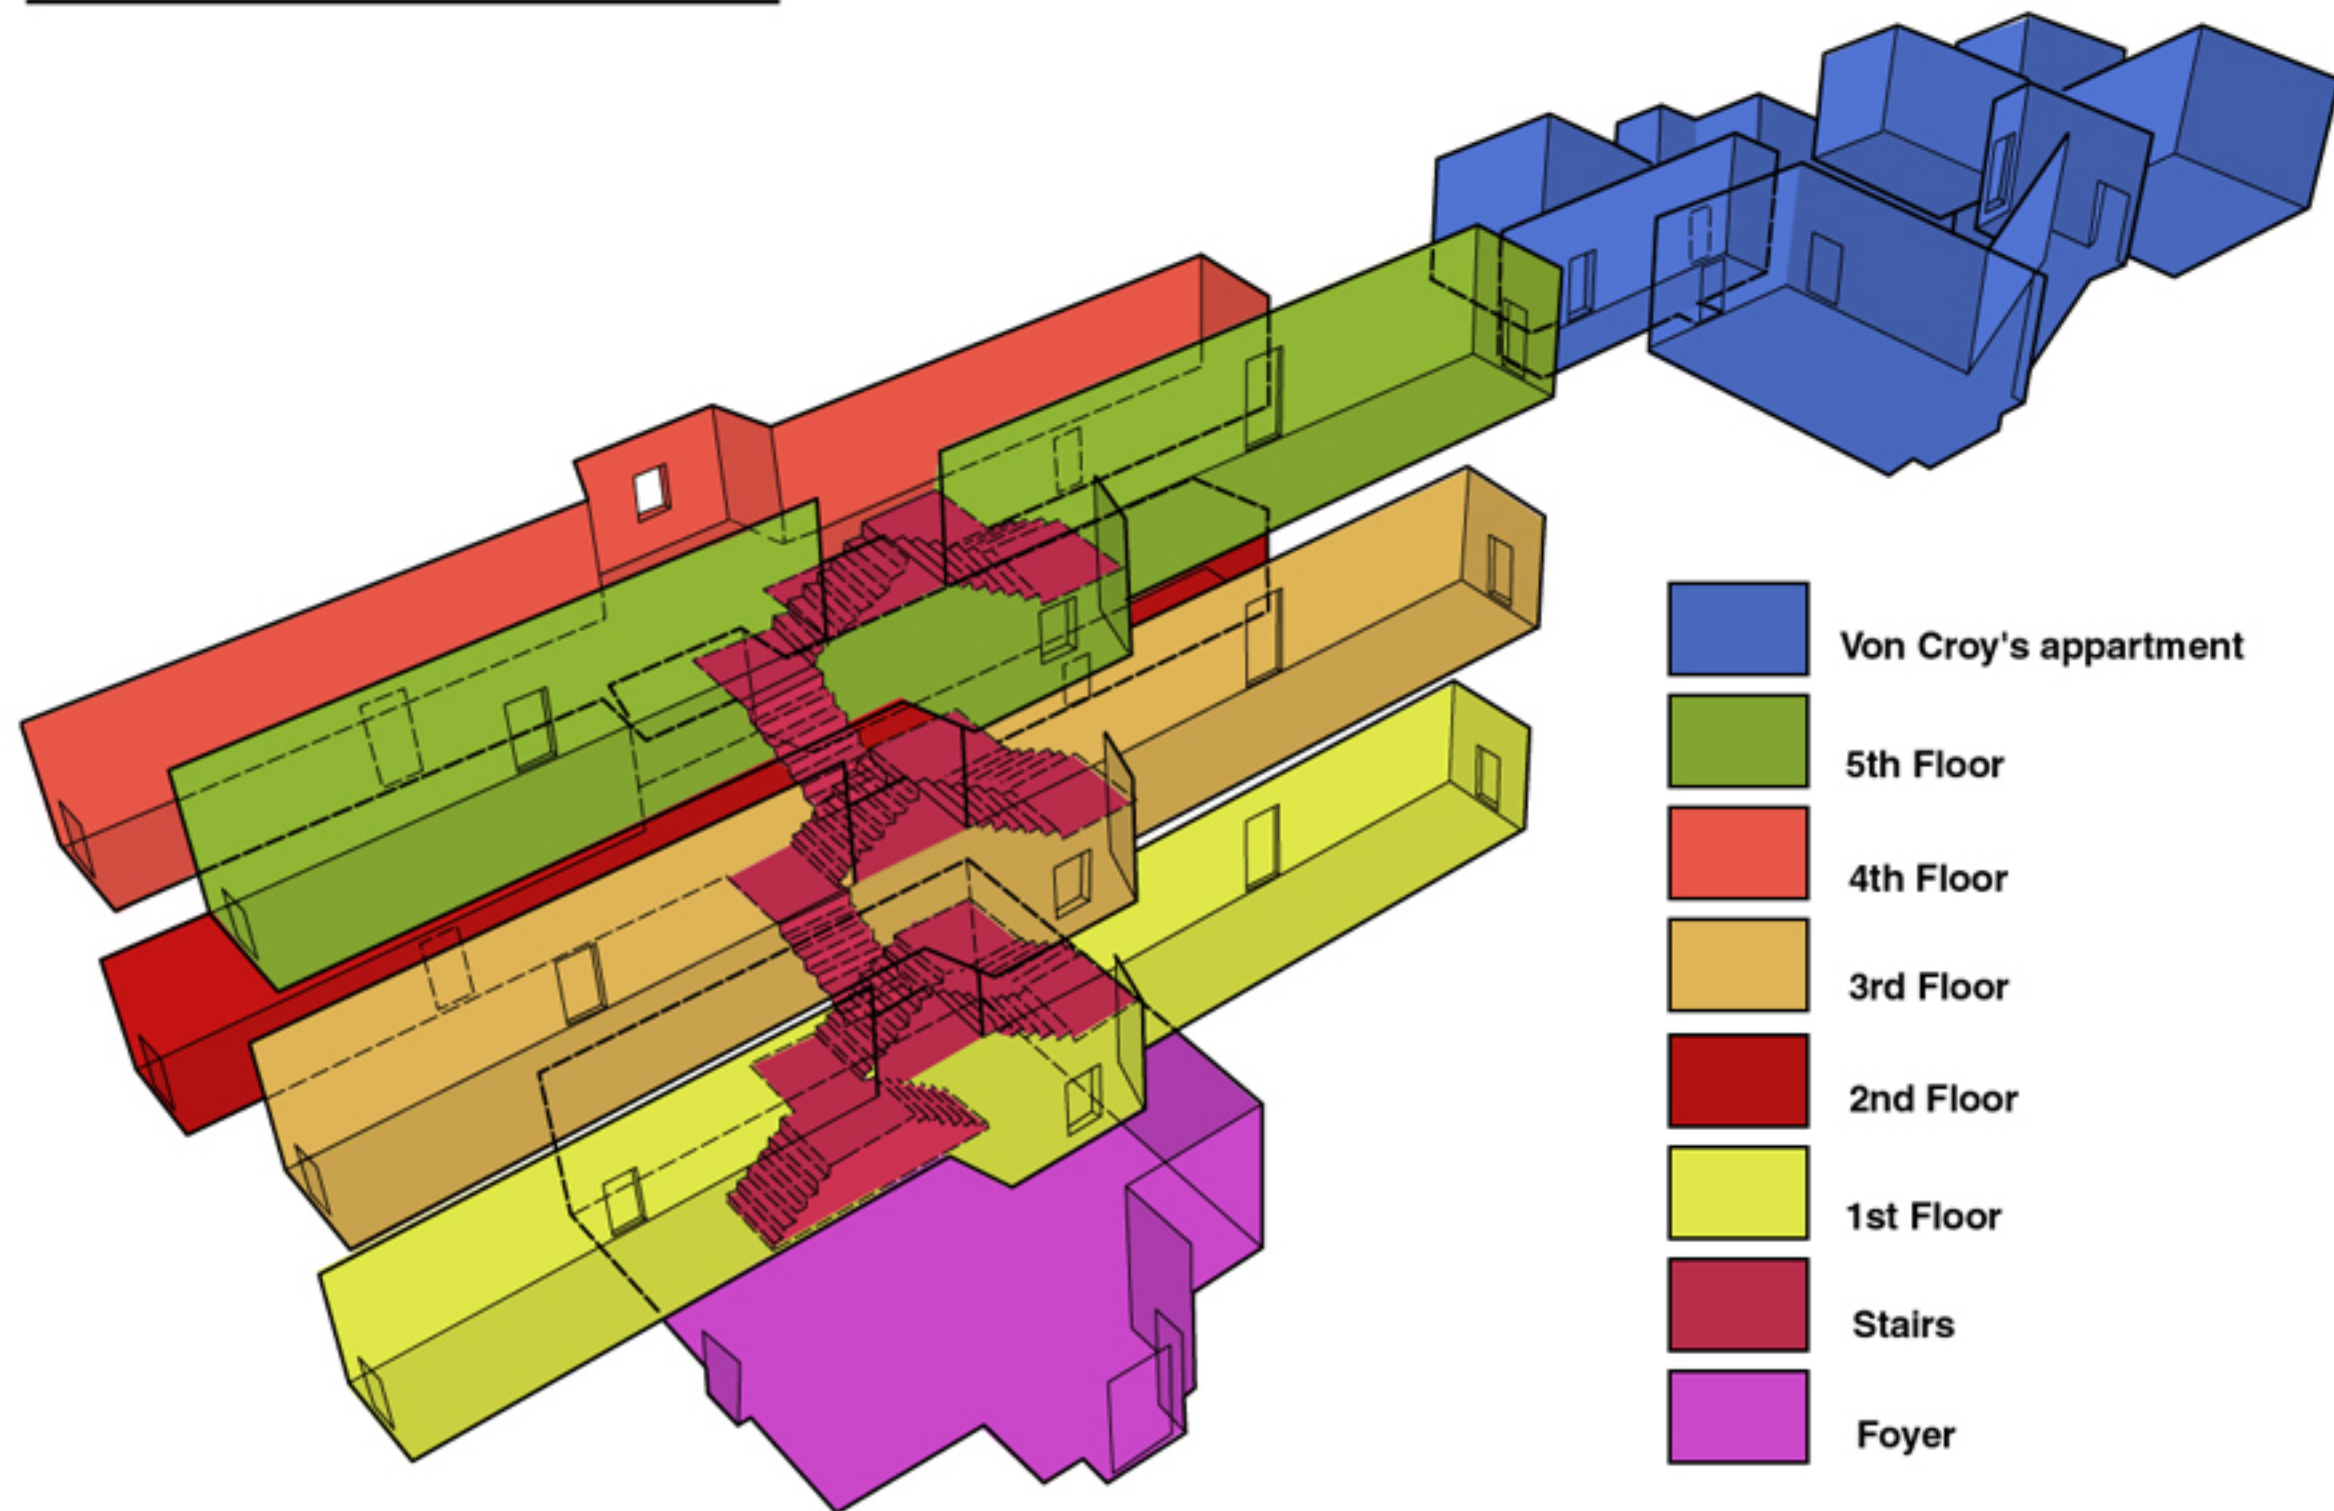 Von Croy's appartment
5th Floor
4th Floor
3rd Floor
2nd Floor
1st Floor
Stairs
Foyer